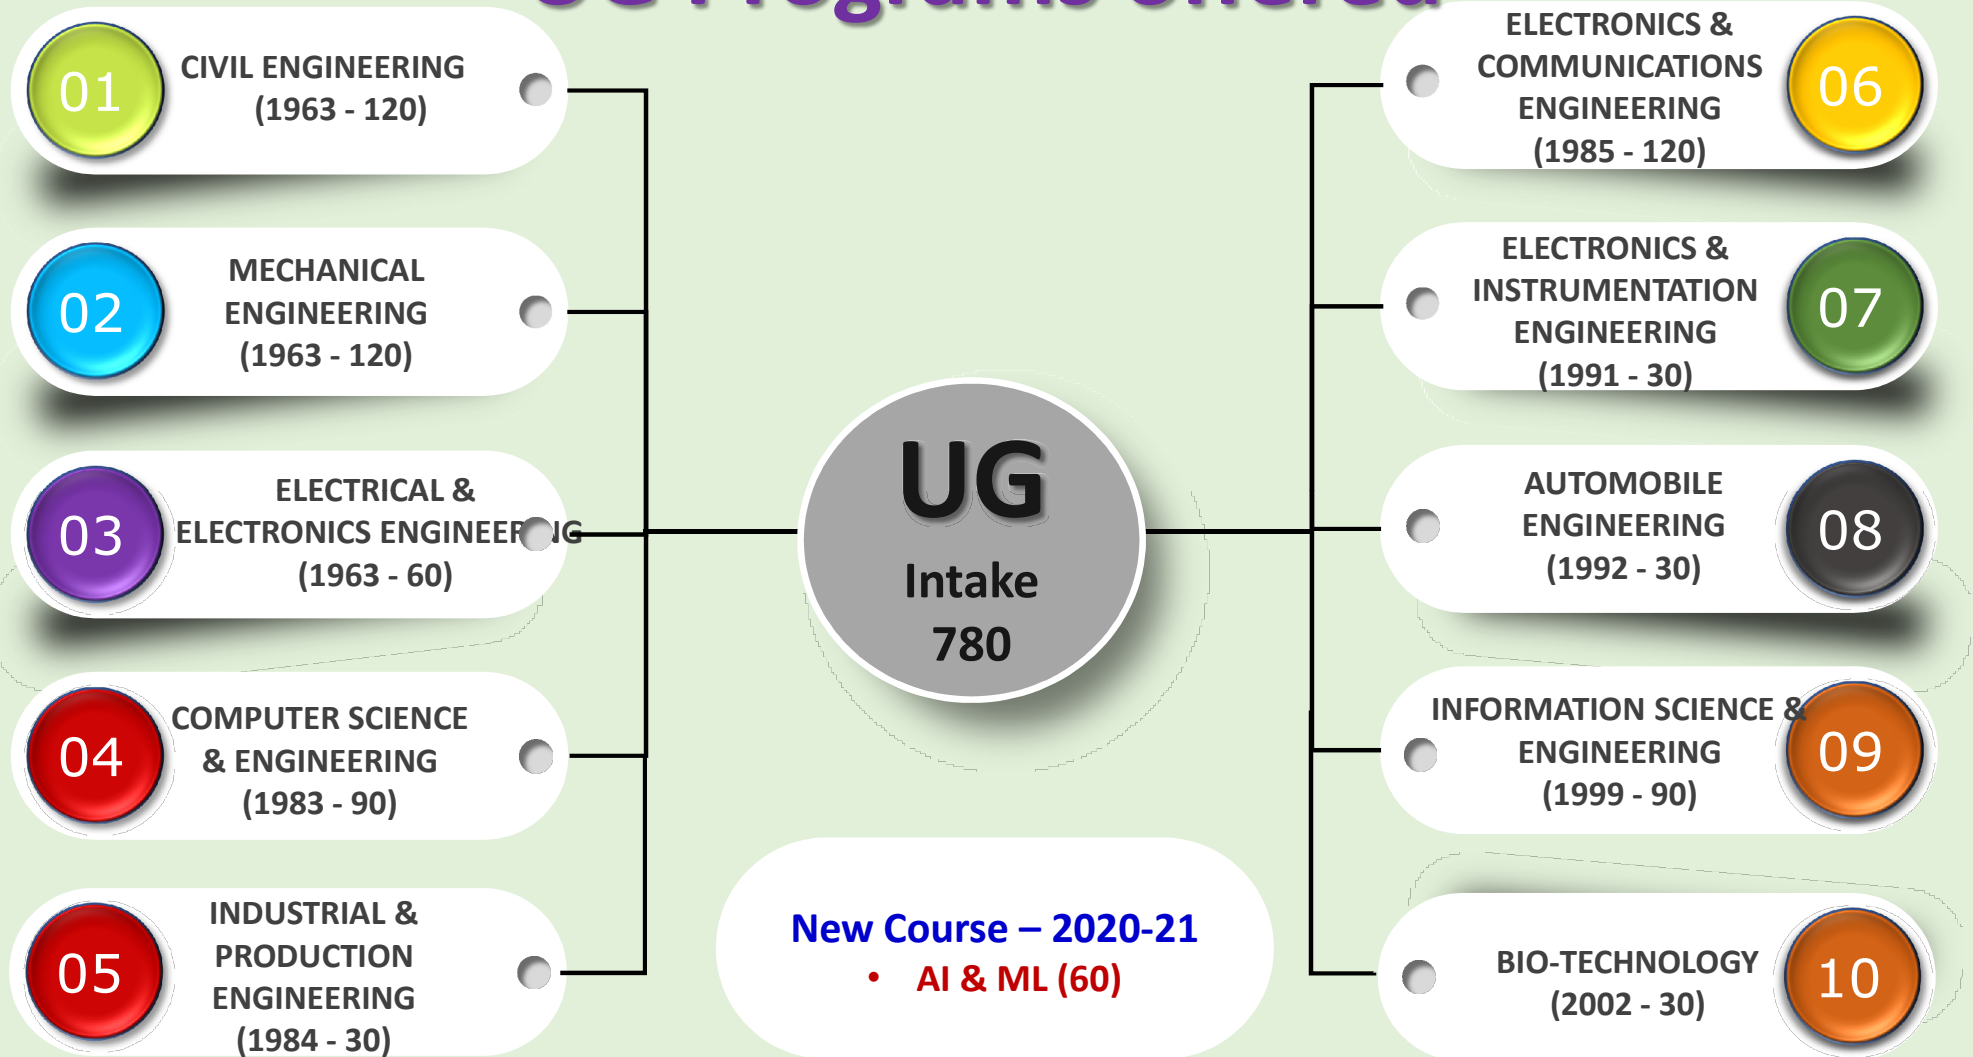 UG Programs Offered
01
CIVIL ENGINEERING
(1963 - 120)
02
MECHANICAL
ENGINEERING
(1963 - 120)
03
ELECTRICAL &
ELECTRONICS ENGINEERING
(1963 - 60)
04
COMPUTER SCIENCE
& ENGINEERING
(1983 - 90)
05
INDUSTRIAL &
PRODUCTION
ENGINEERING
(1984 - 30)
UG
Intake
780
New Course – 2020-21
• AI & ML (60)
ELECTRONICS &
COMMUNICATIONS
ENGINEERING
(1985 - 120)
06
ELECTRONICS &
INSTRUMENTATION
ENGINEERING
(1991 - 30)
07
AUTOMOBILE
ENGINEERING
(1992 - 30)
08
INFORMATION SCIENCE &
ENGINEERING
(1999 - 90)
09
BIO-TECHNOLOGY
(2002 - 30)
10